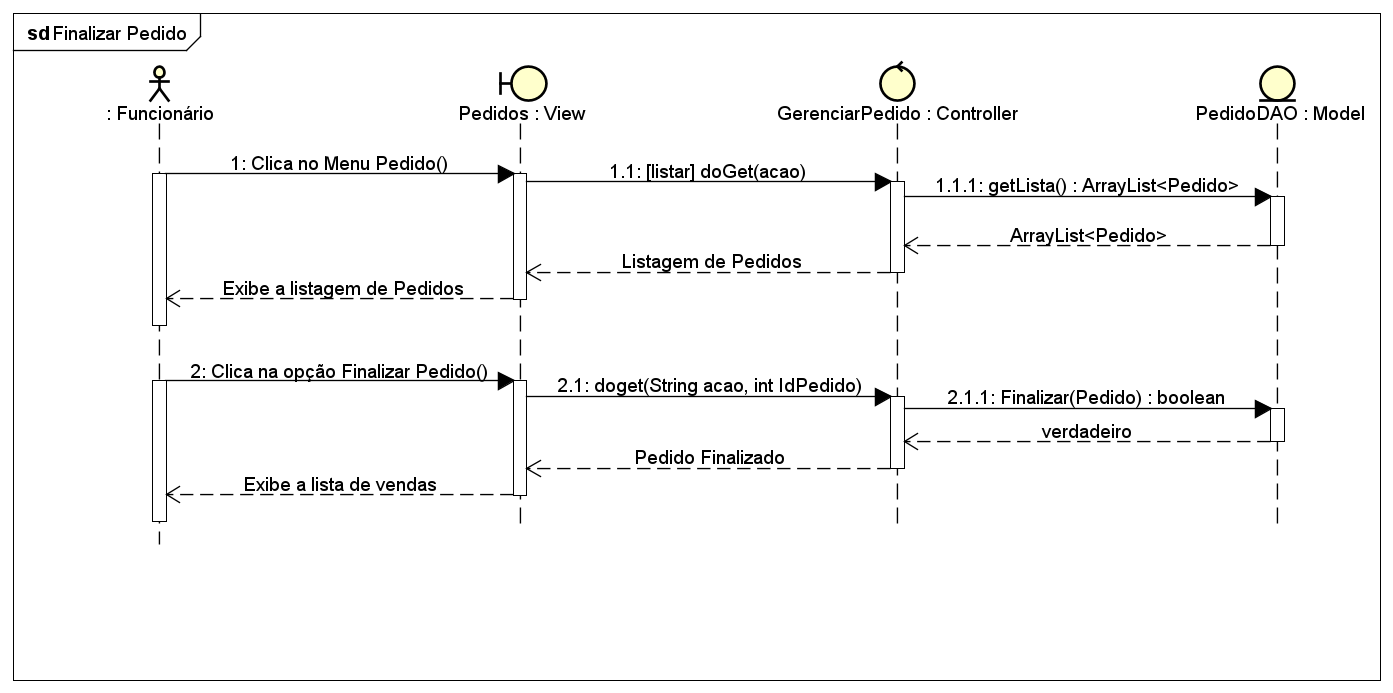 sd Finalizar Pedido
: Funcionário
Pedidos : View
GerenciarPedido : Controller
PedidoDAO : Model
1: Clica no Menu Pedido()
1.1: [listar] doGet(acao)
1.1.1: getLista() : ArrayList<Pedido>
ArrayList<Pedido>
Listagem de Pedidos
Exibe a listagem de Pedidos
2: Clica na opção Finalizar Pedido()
2.1: doget(String acao, int IdPedido)
2.1.1: Finalizar(Pedido) : boolean
verdadeiro
Pedido Finalizado
Exibe a lista de vendas